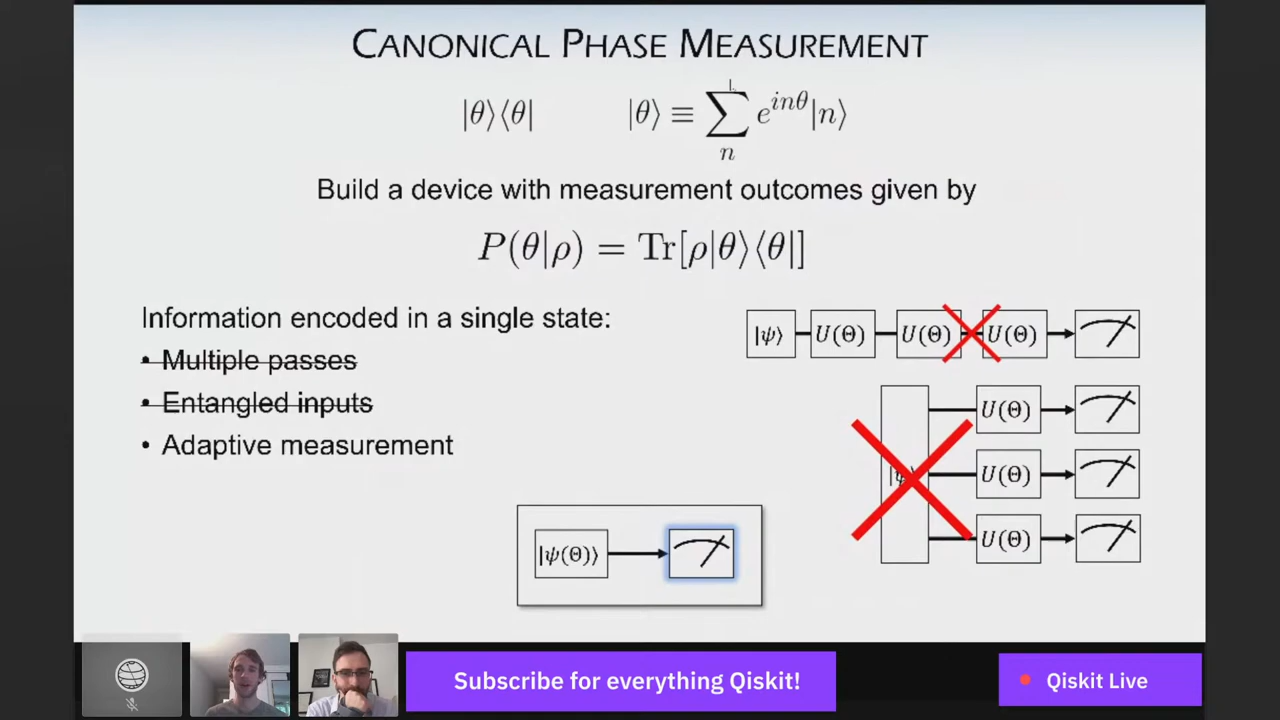 CANONICAL PHASE MEASUREMENT
|θ⟩⟨θ| |θ⟩ ≡ ∑ₙ e^{inθ}|n⟩
Build a device with measurement outcomes given by
P(θ|ρ) = Tr[ρ|θ⟩⟨θ|]
Information encoded in a single state:
• Multiple passes
• Entangled inputs
• Adaptive measurement
|ψ⟩ U(Θ) U(Θ) U(Θ)
U(Θ)
|ψ⟩ U(Θ)
U(Θ)
|ψ(Θ)⟩
Subscribe for everything Qiskit!
Qiskit Live